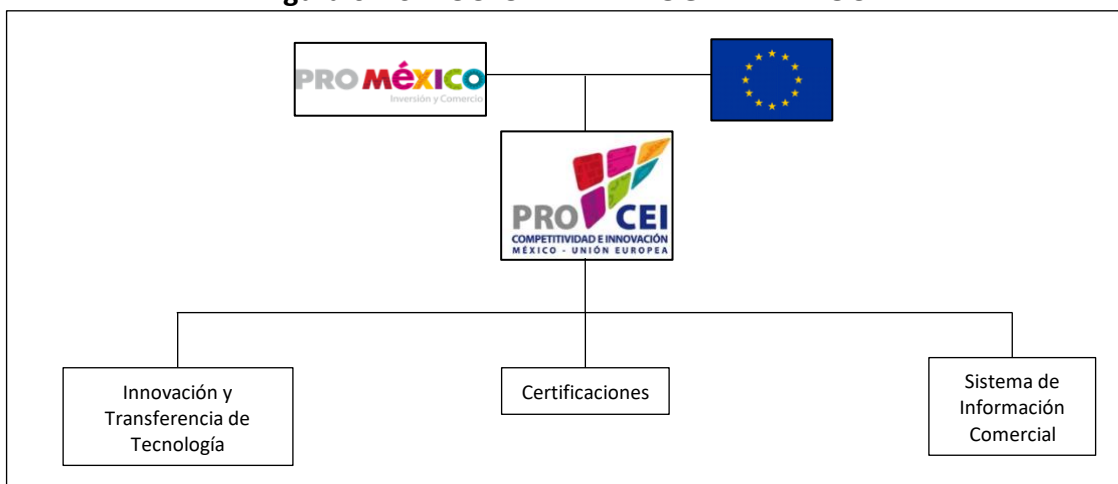 PRO México
Inversión y Comercio
PRO CEI
COMPETITIVIDAD E INNOVACIÓN
MÉXICO - UNIÓN EUROPEA
Innovación y
Transferencia de
Tecnología
Certificaciones
Sistema de
Información
Comercial